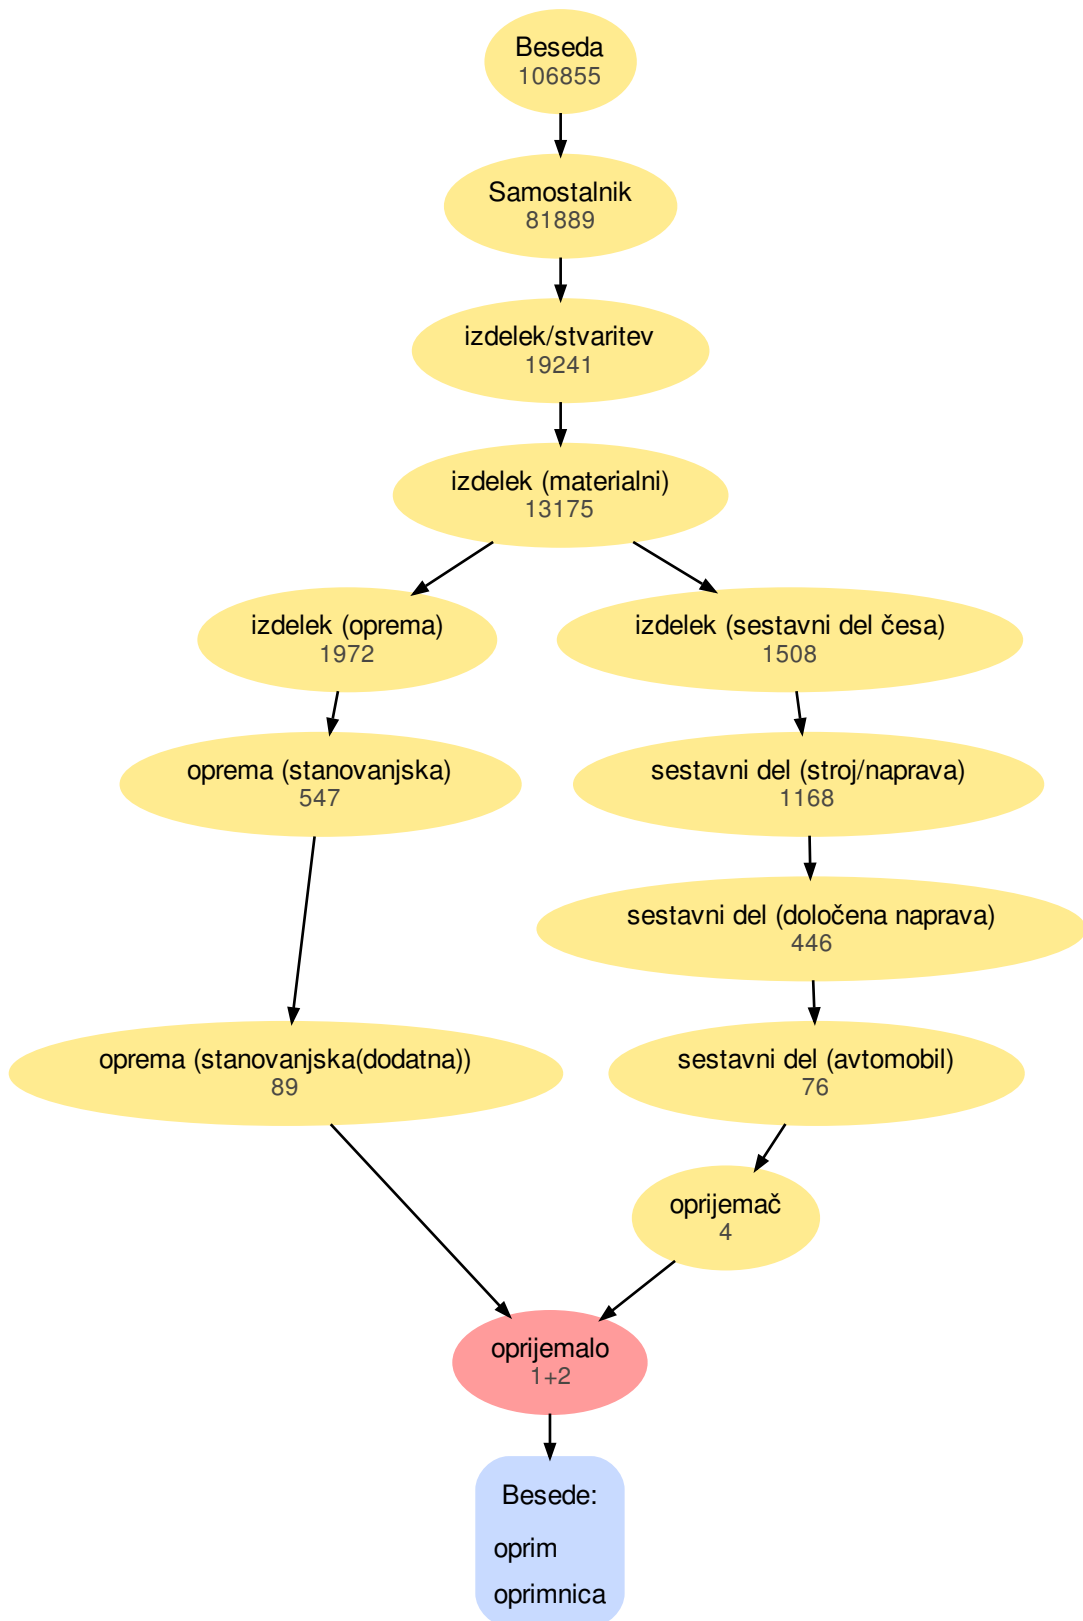 Beseda
106855
Samostalnik
81889
izdelek/stvaritev
19241
izdelek (materialni)
13175
izdelek (oprema)
1972
izdelek (sestavni del česa)
1508
oprema (stanovanjska)
547
sestavni del (stroj/naprava)
1168
sestavni del (določena naprava)
446
oprema (stanovanjska(dodatna))
89
sestavni del (avtomobil)
76
oprijemač
4
oprijemalo
1+2
Besede:
oprim
oprimnica